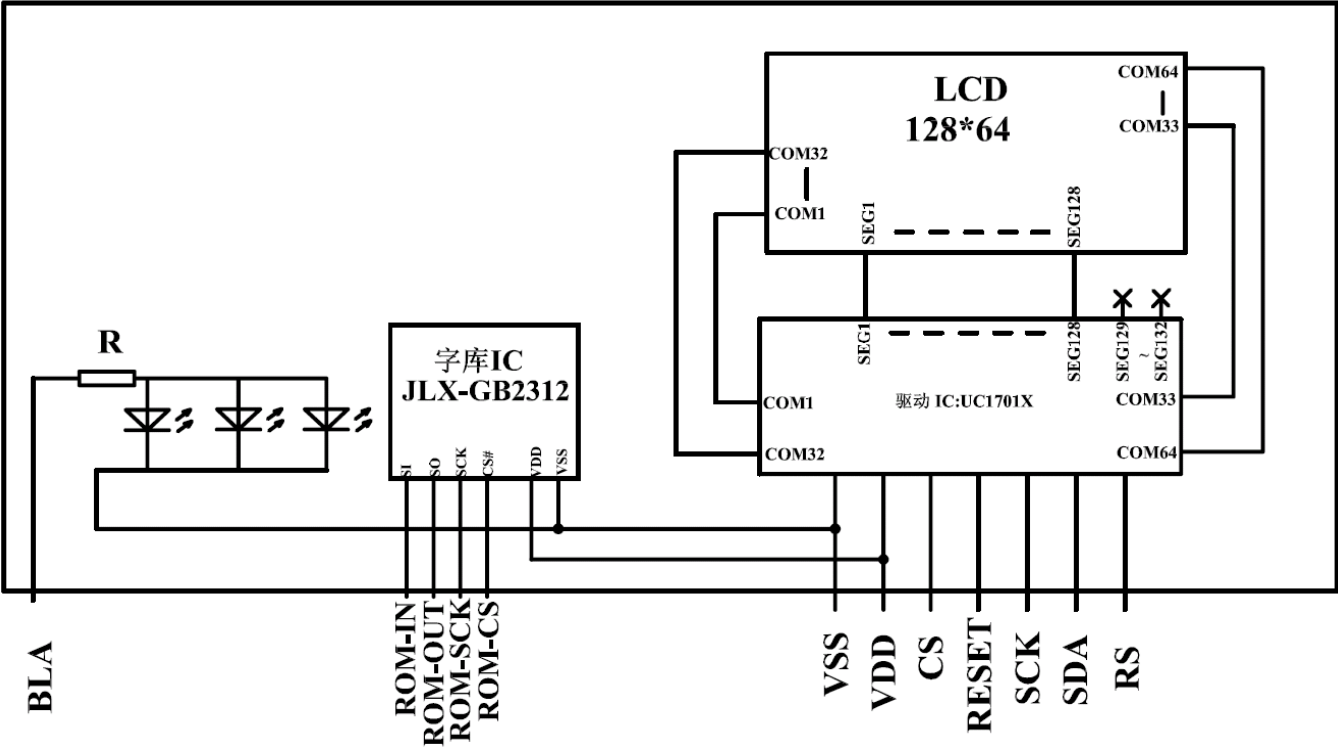 LCD
128*64
COM64
COM33
COM32
COM1
SEG1
SEG128
SEG1
SEG128
SEG129
~
SEG132
驱动 IC:UC1701X
COM1
COM32
COM33
COM64
R
字库IC
JLX-GB2312
SI
SO
SCK
CS#
VDD
VSS
BLA
ROM-IN
ROM-OUT
ROM-SCK
ROM-CS
VSS
VDD
CS
RESET
SCK
SDA
RS